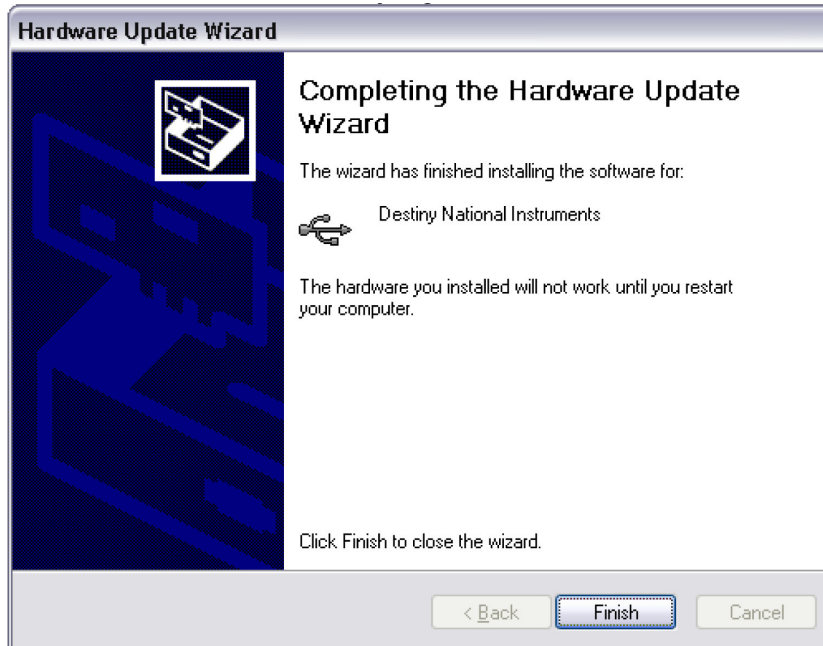 Hardware Update Wizard
Completing the Hardware Update
Wizard
The wizard has finished installing the software for:
Destiny National Instruments
The hardware you installed will not work until you restart
your computer.
Click Finish to close the wizard.
< Back Finish Cancel